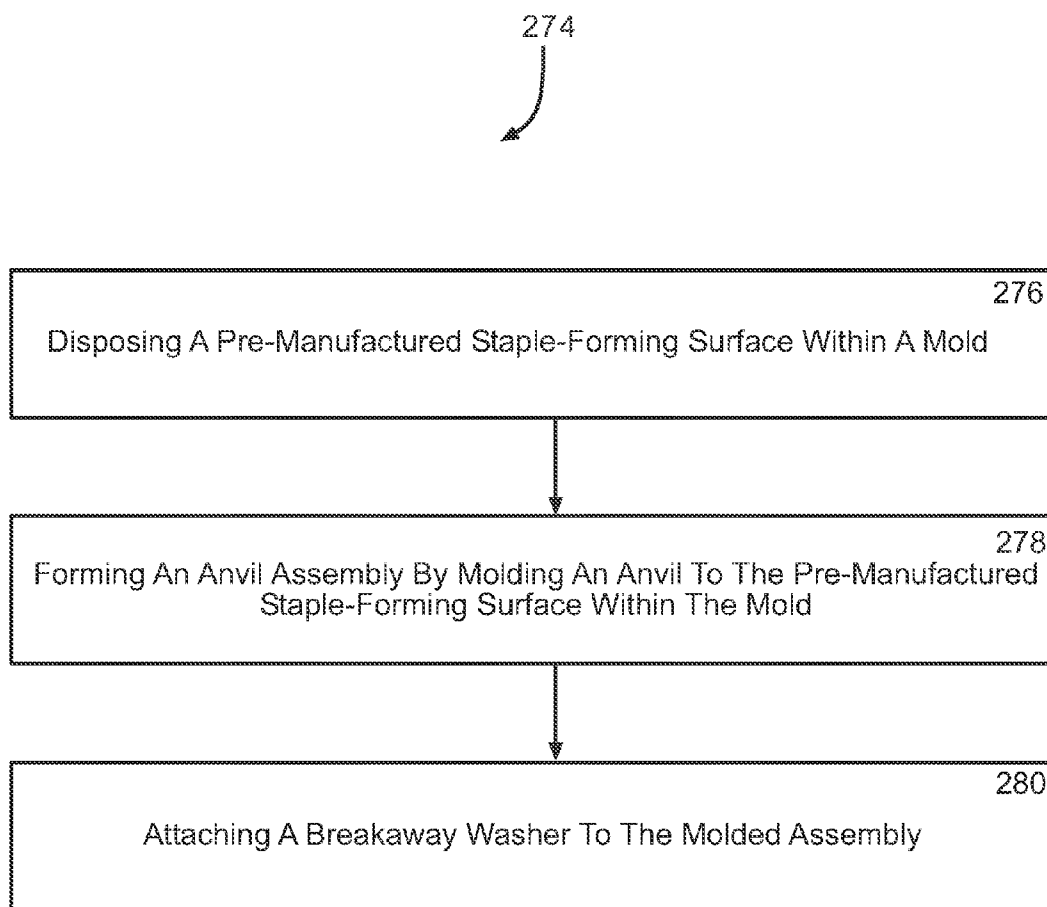 274
276
Disposing A Pre-Manufactured Staple-Forming Surface Within A Mold
278
Forming An Anvil Assembly By Molding An Anvil To The Pre-Manufactured
Staple-Forming Surface Within The Mold
280
Attaching A Breakaway Washer To The Molded Assembly